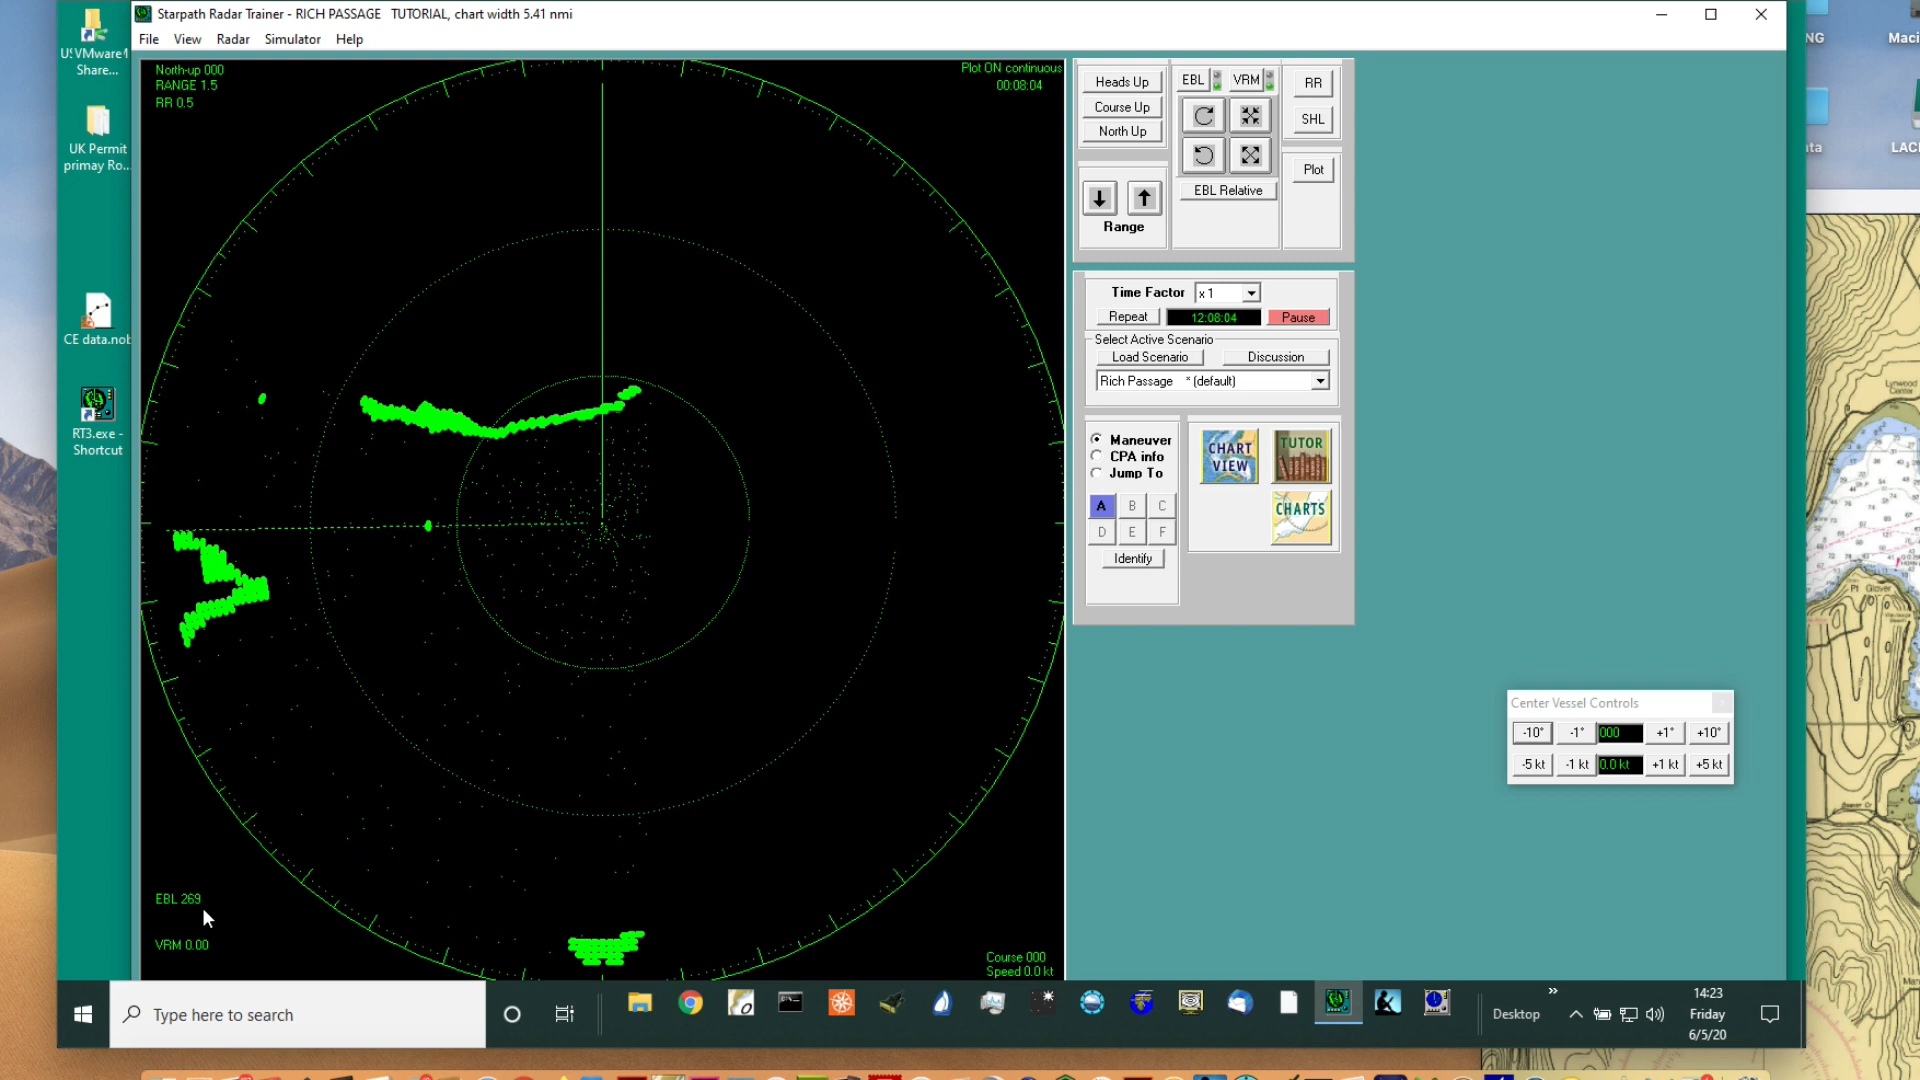 Starpath Radar Trainer - RICH PASSAGE TUTORIAL, chart width 5.41 nmi
File View Radar Simulator Help
VMware
Share...
UK Permit
primay Ro...
CE data.nob
RT3.exe -
Shortcut
North-up 000
RANGE 1.5
RR 0.5
Plot ON continuous
00:08:04
EBL 269
VRM 0.00
Course 000
Speed 0.0 kt
Heads Up
Course Up
North Up
Range
EBL VRM
EBL Relative
RR
SHL
Plot
Time Factor x 1
Repeat 12:08:04 Pause
Select Active Scenario
Load Scenario Discussion
Rich Passage * (default)
Maneuver
CPA info
Jump To
A B C
D E F
Identify
CHART
VIEW
TUTOR
CHARTS
Center Vessel Controls
-10° -1° 000 +1° +10°
-5 kt -1 kt 0.0 kt +1 kt +5 kt
NG
Maci
ta
LACI
Lynwood
Center
Pt Glover
Type here to search
Desktop
14:23
Friday
6/5/20